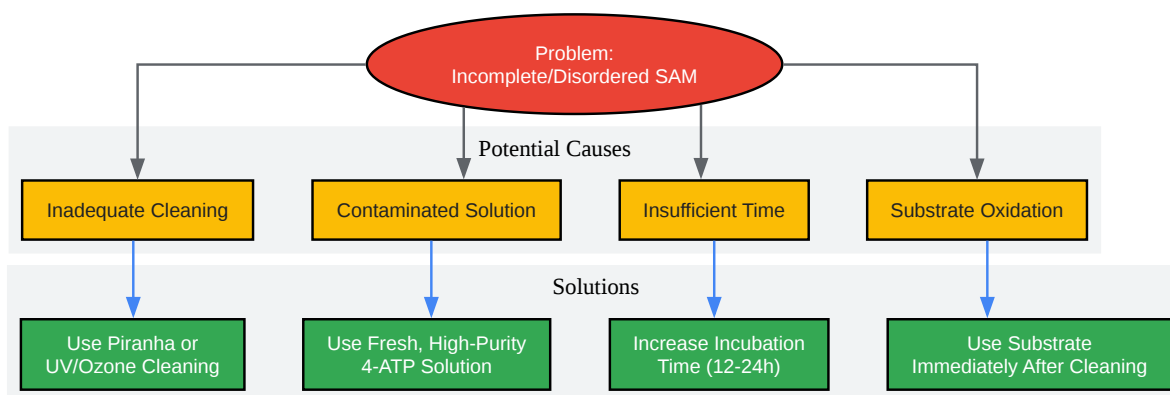 Problem:
Incomplete/Disordered SAM
Potential Causes
Inadequate Cleaning
Contaminated Solution
Insufficient Time
Substrate Oxidation
Solutions
Use Piranha or
UV/Ozone Cleaning
Use Fresh, High-Purity
4-ATP Solution
Increase Incubation
Time (12-24h)
Use Substrate
Immediately After Cleaning